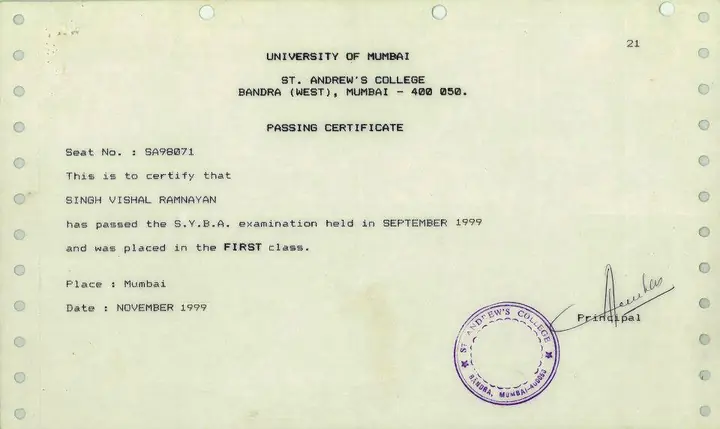 21
UNIVERSITY OF MUMBAI
ST. ANDREW'S COLLEGE
BANDRA (WEST), MUMBAI - 400 050.
PASSING CERTIFICATE
Seat No. : SA98071
This is to certify that
SINGH VISHAL RAMNAYAN
has passed the S.Y.B.A. examination held in SEPTEMBER 1999
and was placed in the FIRST class.
Place : Mumbai
Date : NOVEMBER 1999
Principal
ST. ANDREW'S COLLEGE
BANDRA, MUMBAI-400050